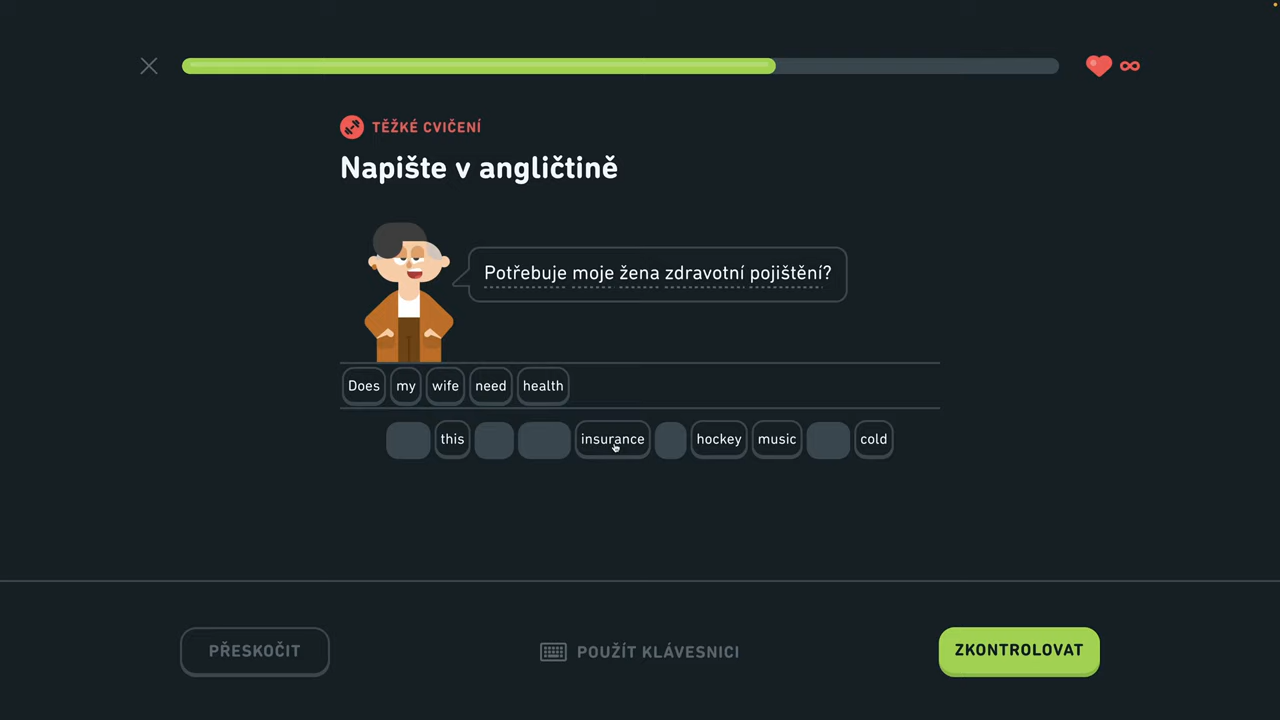 ∞
TĚŽKÉ CVIČENÍ
Napište v angličtině
Potřebuje moje žena zdravotní pojištění?
Does my wife need health
this insurance hockey music cold
PŘESKOČIT
POUŽÍT KLÁVESNICI
ZKONTROLOVAT